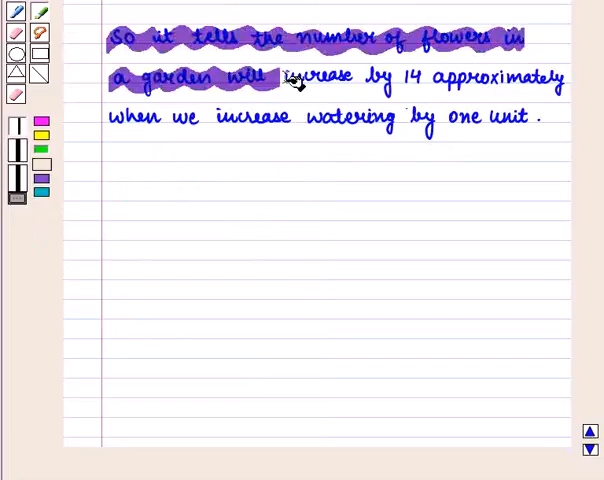 So it tells the number of flowers in
a garden will increase by 14 approximately
when we increase watering by one unit.